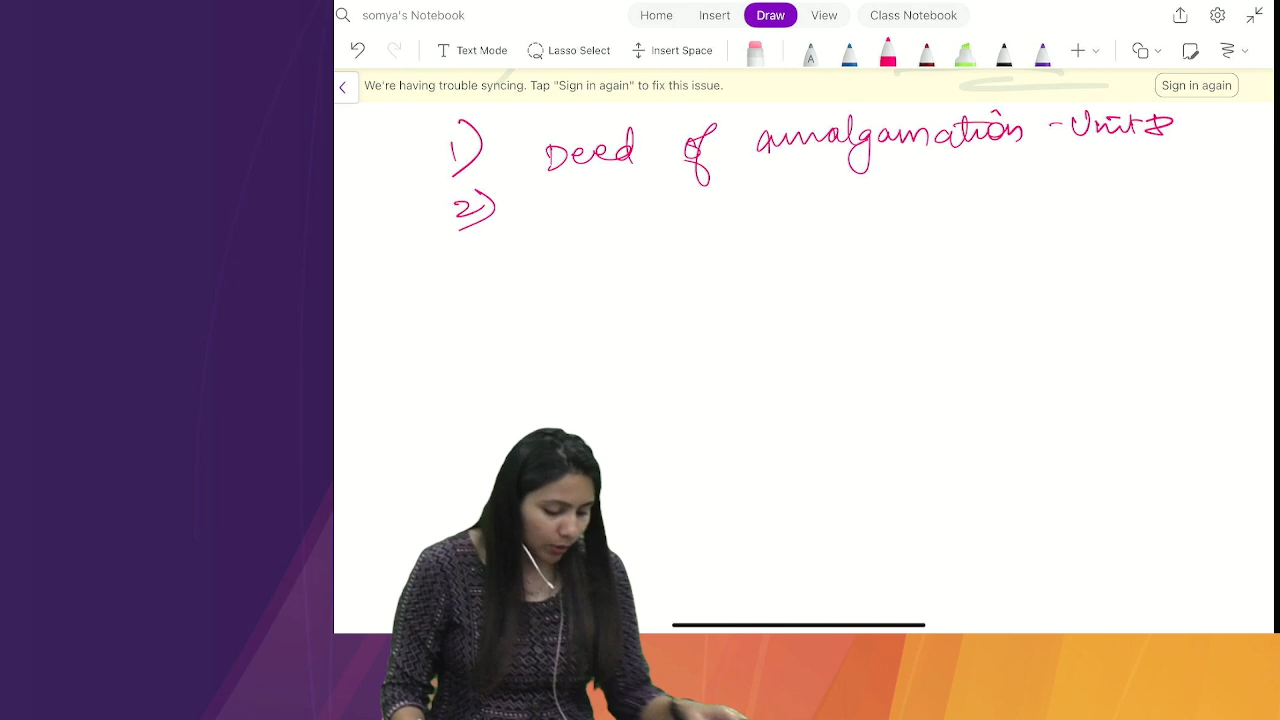 somya's Notebook
Home Insert Draw View Class Notebook
Text Mode Lasso Select Insert Space
We're having trouble syncing. Tap "Sign in again" to fix this issue. Sign in again
1) Deed of amalgamation - Unit 8
2)